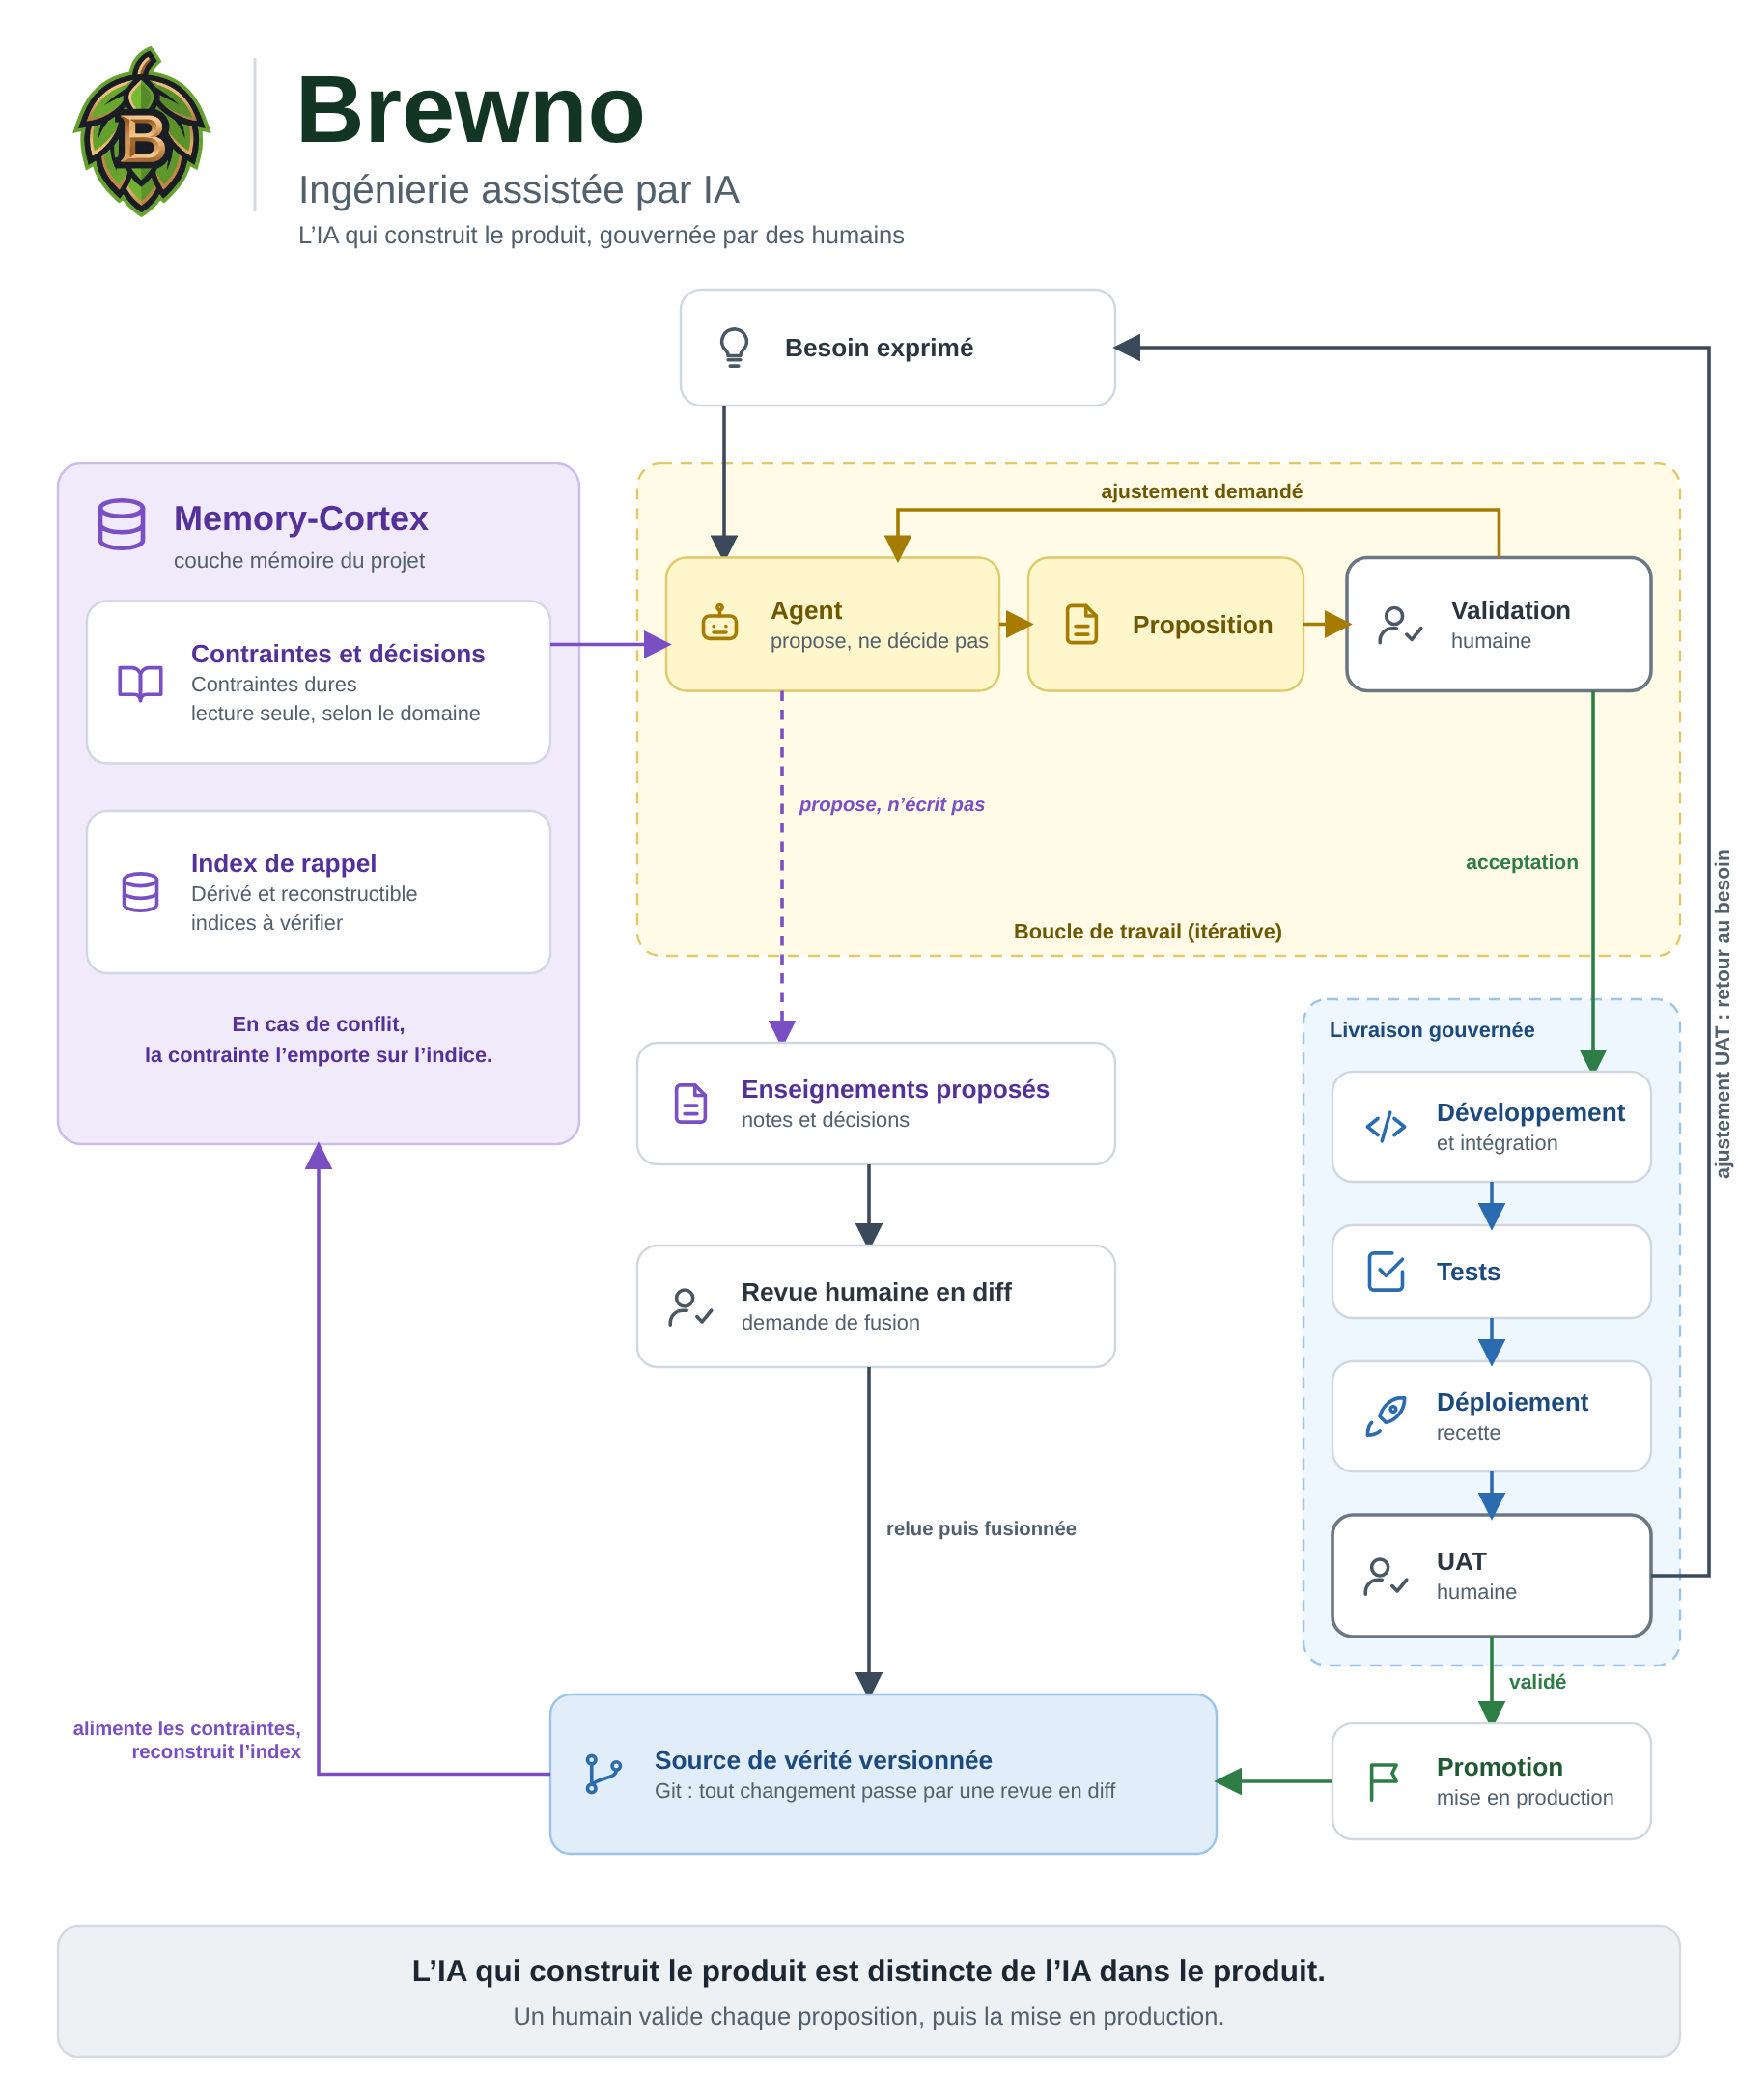 B
Brewno
Ingénierie assistée par IA
L’IA qui construit le produit, gouvernée par des humains
Besoin exprimé
Memory-Cortex
couche mémoire du projet
Contraintes et décisions
Contraintes dures
lecture seule, selon le domaine
Index de rappel
Dérivé et reconstructible
indices à vérifier
En cas de conflit,
la contrainte l’emporte sur l’indice.
ajustement demandé
Agent
propose, ne décide pas
Proposition
Validation
humaine
propose, n’écrit pas
acceptation
Boucle de travail (itérative)
ajustement UAT : retour au besoin
Enseignements proposés
notes et décisions
Revue humaine en diff
demande de fusion
relue puis fusionnée
Livraison gouvernée
Développement
et intégration
Tests
Déploiement
recette
UAT
humaine
validé
Promotion
mise en production
Source de vérité versionnée
Git : tout changement passe par une revue en diff
alimente les contraintes,
reconstruit l’index
L’IA qui construit le produit est distincte de l’IA dans le produit.
Un humain valide chaque proposition, puis la mise en production.